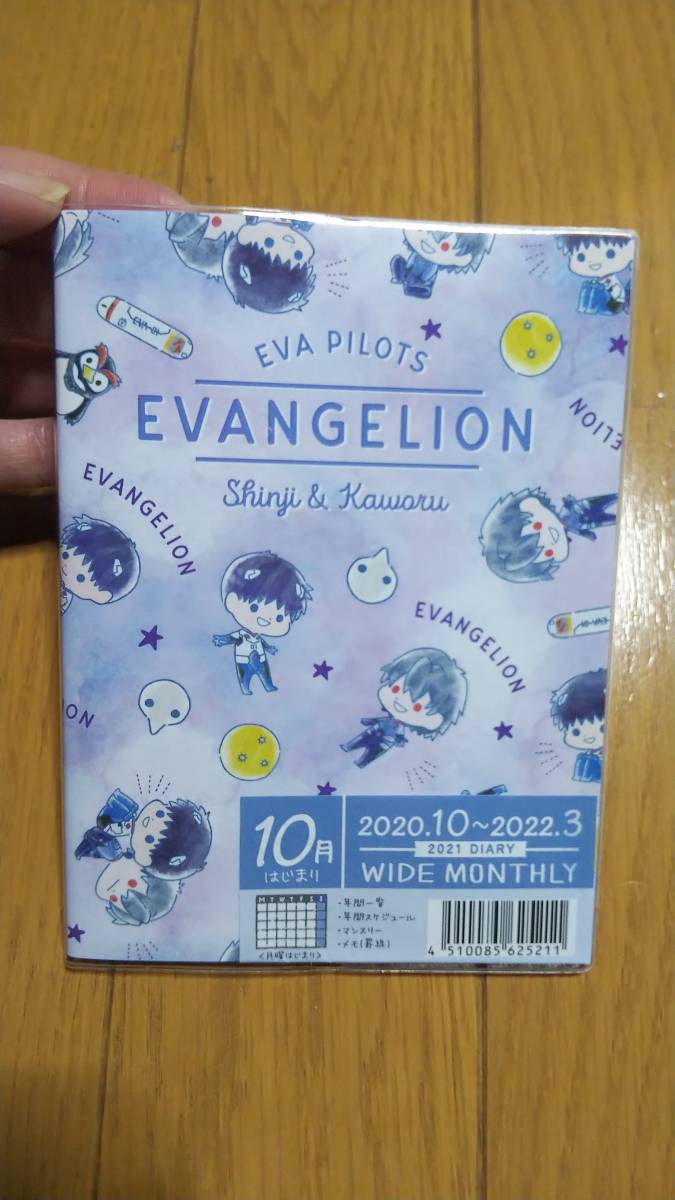 EVA PILOTS
EVANGELION
Shinji & Kaworu
ELION
EVANGELION
EVANGELION
ON
10月
はじまり
2020.10~2022.3
2021 DIARY
WIDE MONTHLY
M T W T F S S
<月曜はじまり>
・年間一覧
・年間スケジュール
・マンスリー
・メモ(罫線)
4 510085 625211